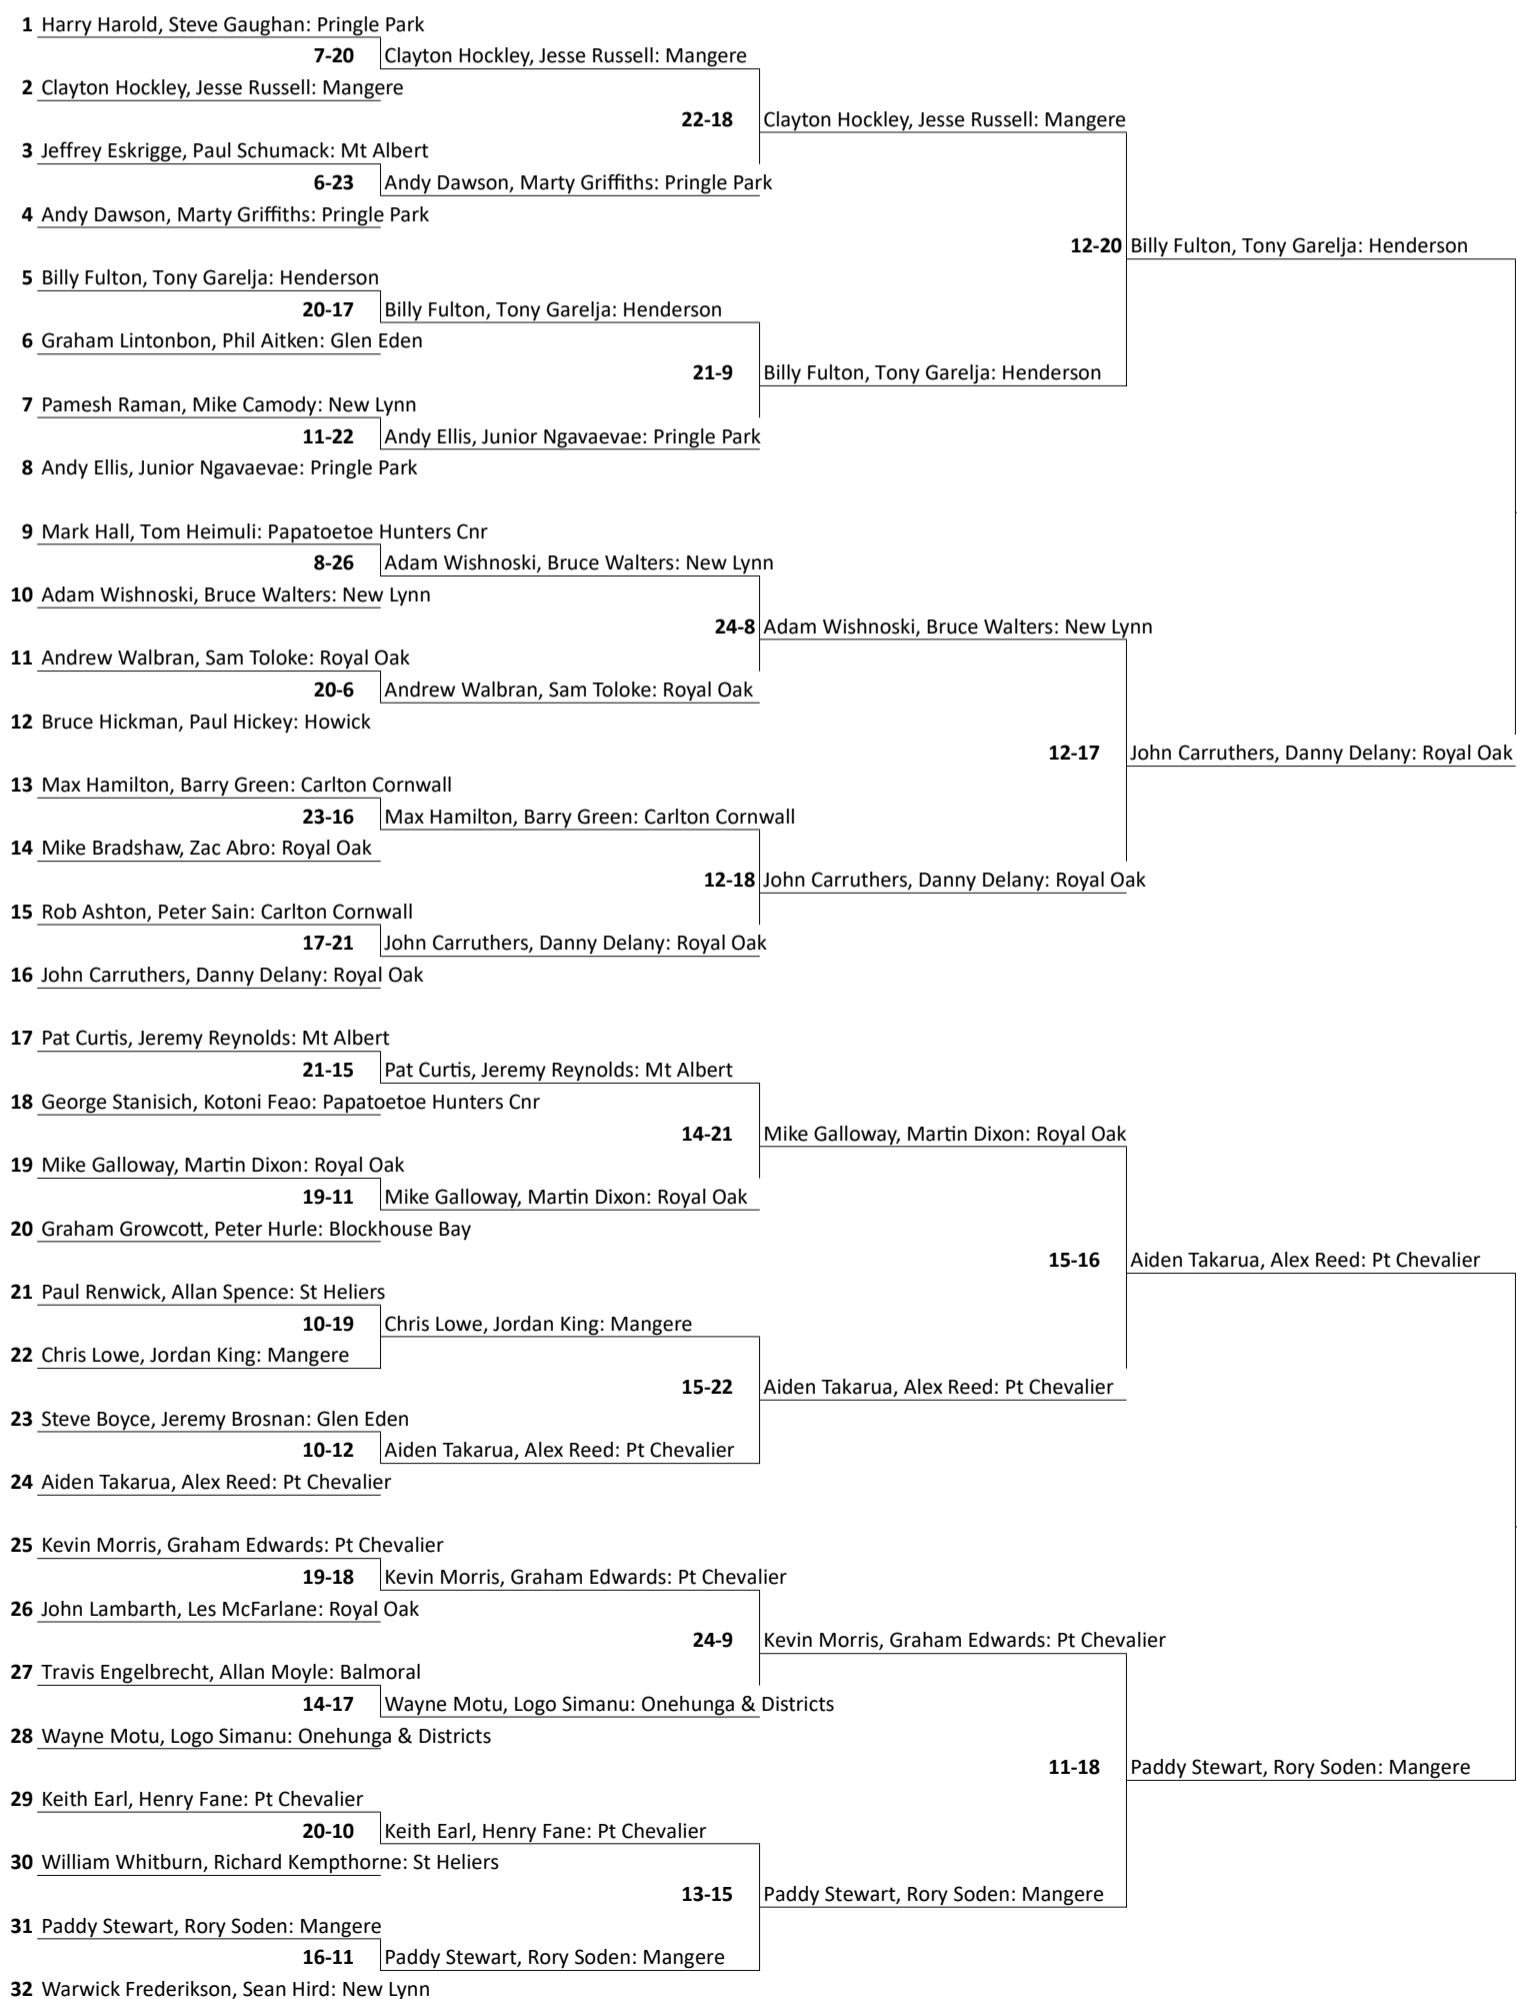 1 Harry Harold, Steve Gaughan: Pringle Park
7-20 Clayton Hockley, Jesse Russell: Mangere
2 Clayton Hockley, Jesse Russell: Mangere
22-18 Clayton Hockley, Jesse Russell: Mangere
3 Jeffrey Eskrigge, Paul Schumack: Mt Albert
6-23 Andy Dawson, Marty Griffiths: Pringle Park
4 Andy Dawson, Marty Griffiths: Pringle Park
12-20 Billy Fulton, Tony Garelja: Henderson
5 Billy Fulton, Tony Garelja: Henderson
20-17 Billy Fulton, Tony Garelja: Henderson
6 Graham Lintonbon, Phil Aitken: Glen Eden
21-9 Billy Fulton, Tony Garelja: Henderson
7 Pamesh Raman, Mike Camody: New Lynn
11-22 Andy Ellis, Junior Ngavaevae: Pringle Park
8 Andy Ellis, Junior Ngavaevae: Pringle Park
9 Mark Hall, Tom Heimuli: Papatoetoe Hunters Cnr
8-26 Adam Wishnoski, Bruce Walters: New Lynn
10 Adam Wishnoski, Bruce Walters: New Lynn
24-8 Adam Wishnoski, Bruce Walters: New Lynn
11 Andrew Walbran, Sam Toloke: Royal Oak
20-6 Andrew Walbran, Sam Toloke: Royal Oak
12 Bruce Hickman, Paul Hickey: Howick
12-17 John Carruthers, Danny Delany: Royal Oak
13 Max Hamilton, Barry Green: Carlton Cornwall
23-16 Max Hamilton, Barry Green: Carlton Cornwall
14 Mike Bradshaw, Zac Abro: Royal Oak
12-18 John Carruthers, Danny Delany: Royal Oak
15 Rob Ashton, Peter Sain: Carlton Cornwall
17-21 John Carruthers, Danny Delany: Royal Oak
16 John Carruthers, Danny Delany: Royal Oak
17 Pat Curtis, Jeremy Reynolds: Mt Albert
21-15 Pat Curtis, Jeremy Reynolds: Mt Albert
18 George Stanisich, Kotoni Feao: Papatoetoe Hunters Cnr
14-21 Mike Galloway, Martin Dixon: Royal Oak
19 Mike Galloway, Martin Dixon: Royal Oak
19-11 Mike Galloway, Martin Dixon: Royal Oak
20 Graham Growcott, Peter Hurle: Blockhouse Bay
15-16 Aiden Takarua, Alex Reed: Pt Chevalier
21 Paul Renwick, Allan Spence: St Heliers
10-19 Chris Lowe, Jordan King: Mangere
22 Chris Lowe, Jordan King: Mangere
15-22 Aiden Takarua, Alex Reed: Pt Chevalier
23 Steve Boyce, Jeremy Brosnan: Glen Eden
10-12 Aiden Takarua, Alex Reed: Pt Chevalier
24 Aiden Takarua, Alex Reed: Pt Chevalier
25 Kevin Morris, Graham Edwards: Pt Chevalier
19-18 Kevin Morris, Graham Edwards: Pt Chevalier
26 John Lambarth, Les McFarlane: Royal Oak
24-9 Kevin Morris, Graham Edwards: Pt Chevalier
27 Travis Engelbrecht, Allan Moyle: Balmoral
14-17 Wayne Motu, Logo Simanu: Onehunga & Districts
28 Wayne Motu, Logo Simanu: Onehunga & Districts
11-18 Paddy Stewart, Rory Soden: Mangere
29 Keith Earl, Henry Fane: Pt Chevalier
20-10 Keith Earl, Henry Fane: Pt Chevalier
30 William Whitburn, Richard Kempthorne: St Heliers
13-15 Paddy Stewart, Rory Soden: Mangere
31 Paddy Stewart, Rory Soden: Mangere
16-11 Paddy Stewart, Rory Soden: Mangere
32 Warwick Frederikson, Sean Hird: New Lynn